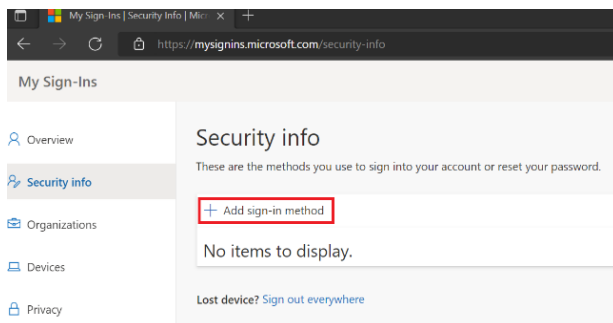 My Sign-Ins | Security Info | Micr
https://mysignins.microsoft.com/security-info
My Sign-Ins
Overview
Security info
Organizations
Devices
Privacy
Security info
These are the methods you use to sign into your account or reset your password.
+ Add sign-in method
No items to display.
Lost device? Sign out everywhere